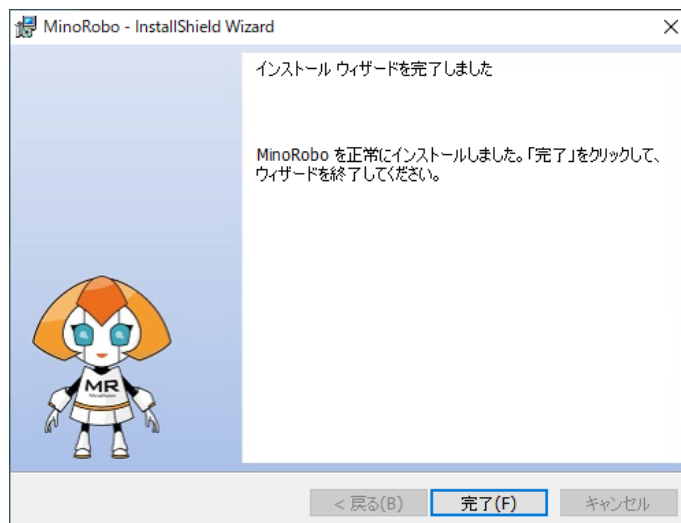 MinoRobo - InstallShield Wizard
インストール ウィザードを完了しました
MinoRobo を正常にインストールしました。「完了」をクリックして、
ウィザードを終了してください。
MR
MinoRobo
< 戻る(B)
完了(F)
キャンセル